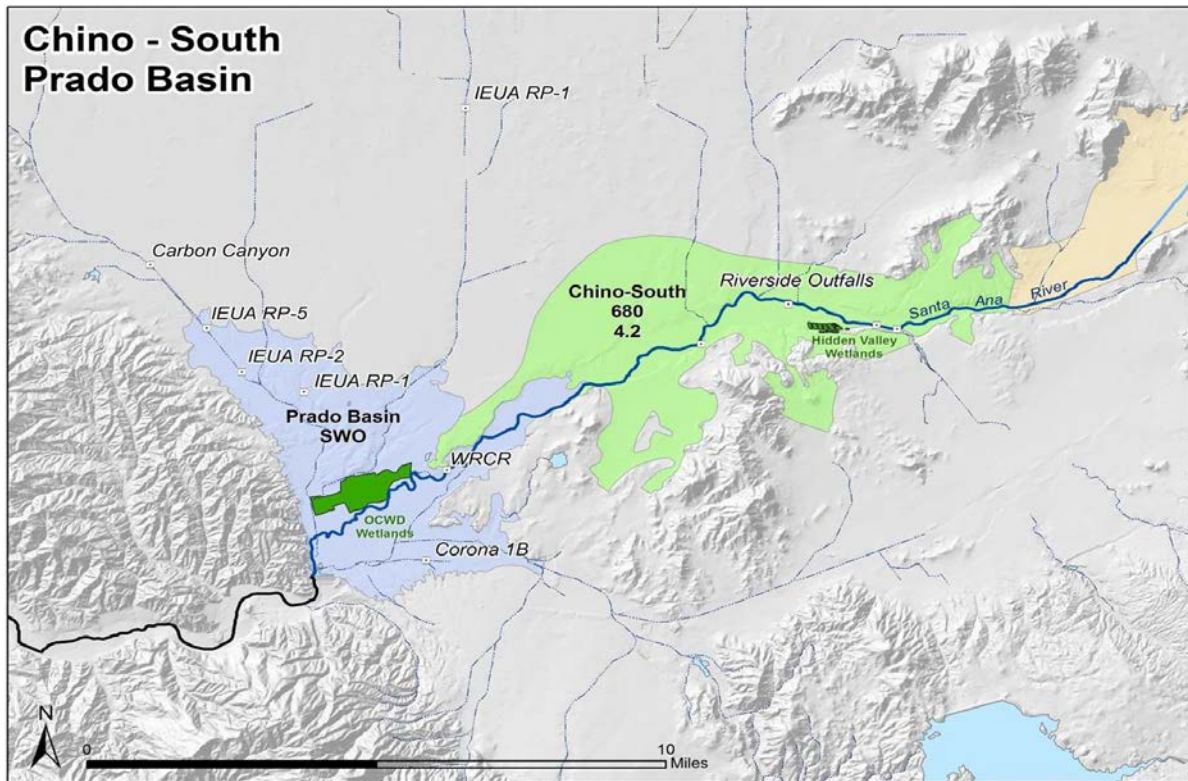 Chino - South
Prado Basin
IEUA RP-1
Carbon Canyon
IEUA RP-5
IEUA RP-2
IEUA RP-1
Prado Basin
SWO
Chino-South
680
4.2
Riverside Outfalls
Santa Ana River
Hidden Valley
Wetlands
WRCR
OCWD
Wetlands
Corona 1B
N
0 10
Miles